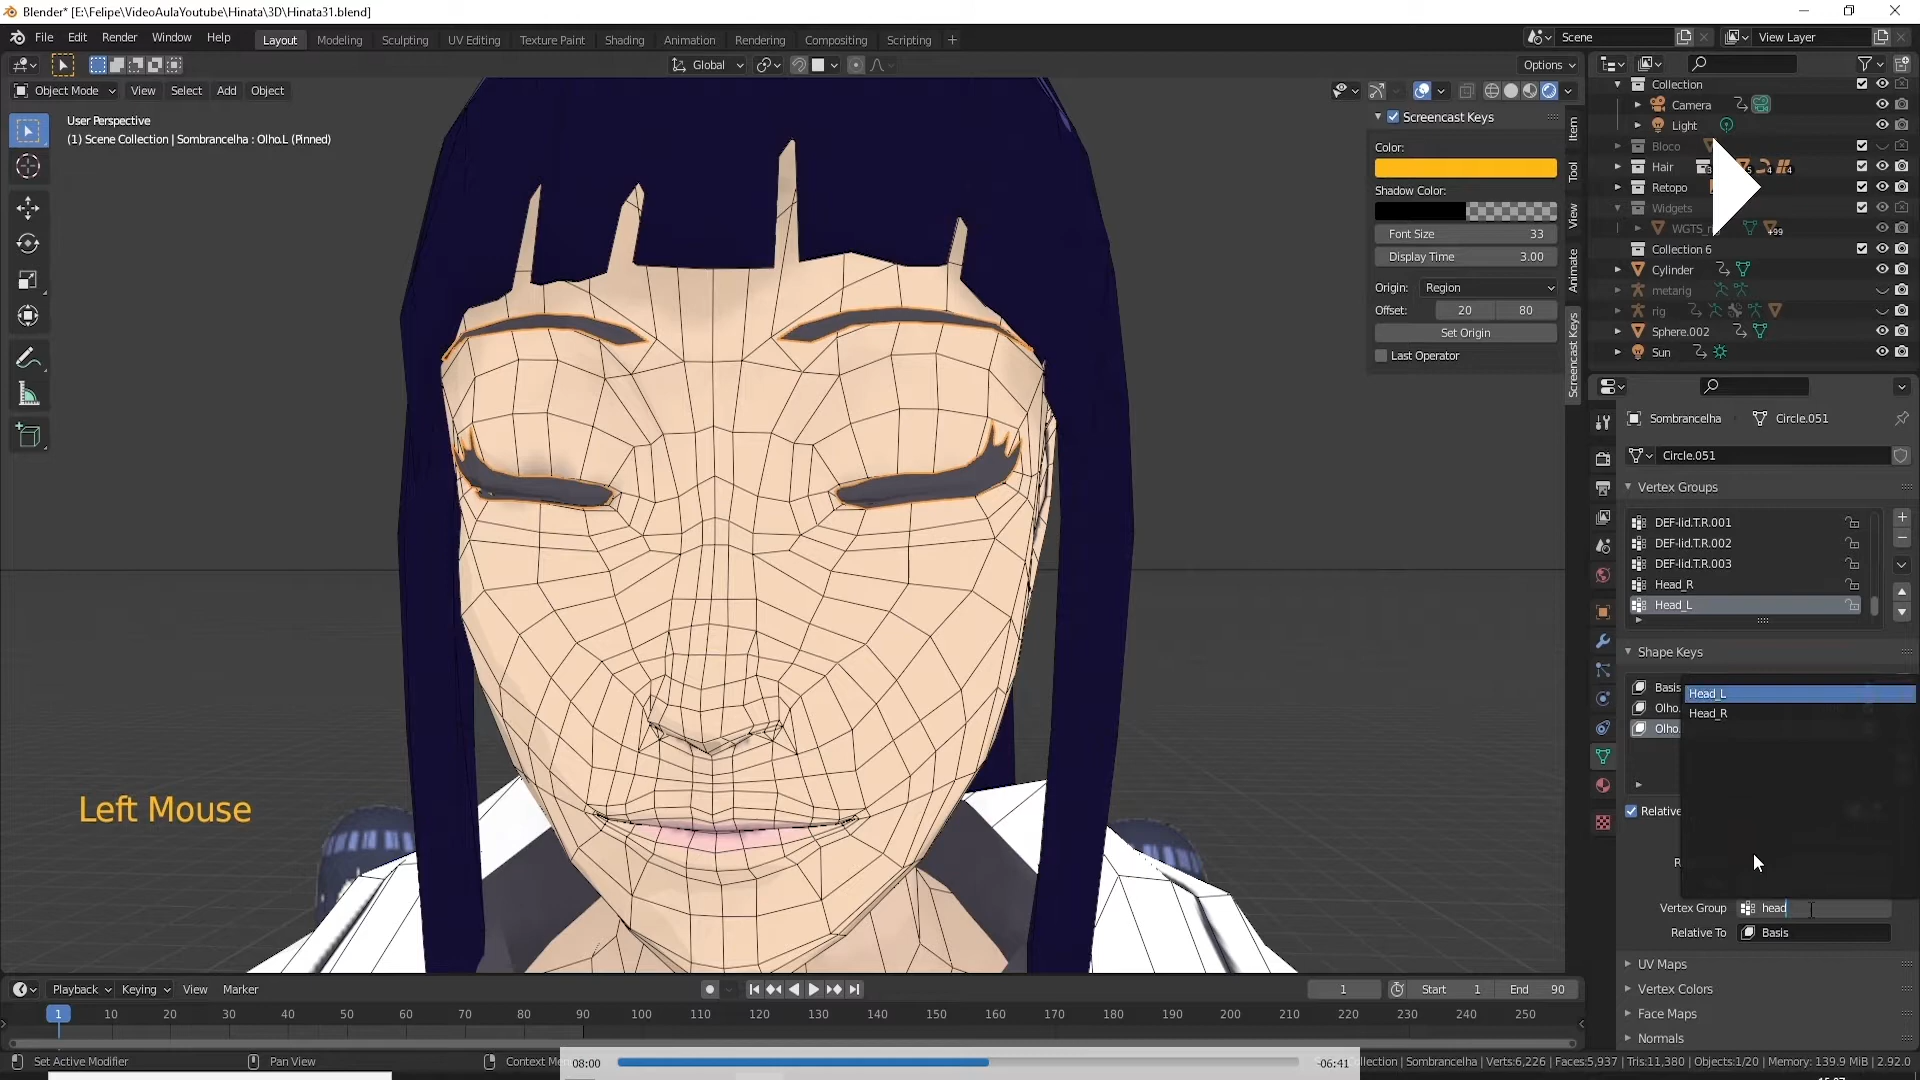 Blender* [E:\Felipe\VideoAulaYoutube\Hinata\3D\Hinata31.blend]
File Edit Render Window Help Layout Modeling Sculpting UV Editing Texture Paint Shading Animation Rendering Compositing Scripting + Scene View Layer
Global Options
Object Mode View Select Add Object
User Perspective
(1) Scene Collection | Sombrancelha : Olho.L (Pinned)
Screencast Keys
Color:
Shadow Color:
Font Size 33
Display Time 3.00
Origin: Region
Offset: 20 80
Set Origin
Last Operator
Item
Tool
View
Animate
Screencast Keys
Collection
Camera
Light
Bloco
Hair
Retopo
Widgets
WGTS_
+99
Collection 6
Cylinder
metarig
rig
Sphere.002
Sun
Sombrancelha Circle.051
Circle.051
Vertex Groups
DEF-lid.T.R.001
DEF-lid.T.R.002
DEF-lid.T.R.003
Head_R
Head_L
Shape Keys
Basis
Head_L
Olho.
Head_R
Olho.
Relative
R
Vertex Group head
Relative To Basis
UV Maps
Vertex Colors
Face Maps
Normals
Left Mouse
Playback Keying View Marker 1 Start 1 End 90
1 10 20 30 40 50 60 70 80 90 100 110 120 130 140 150 160 170 180 190 200 210 220 230 240 250
Set Active Modifier Pan View Context Me
08:00 -06:41
Collection | Sombrancelha | Verts:6,226 | Faces:5,937 | Tris:11,380 | Objects:1/20 | Memory: 139.9 MiB | 2.92.0